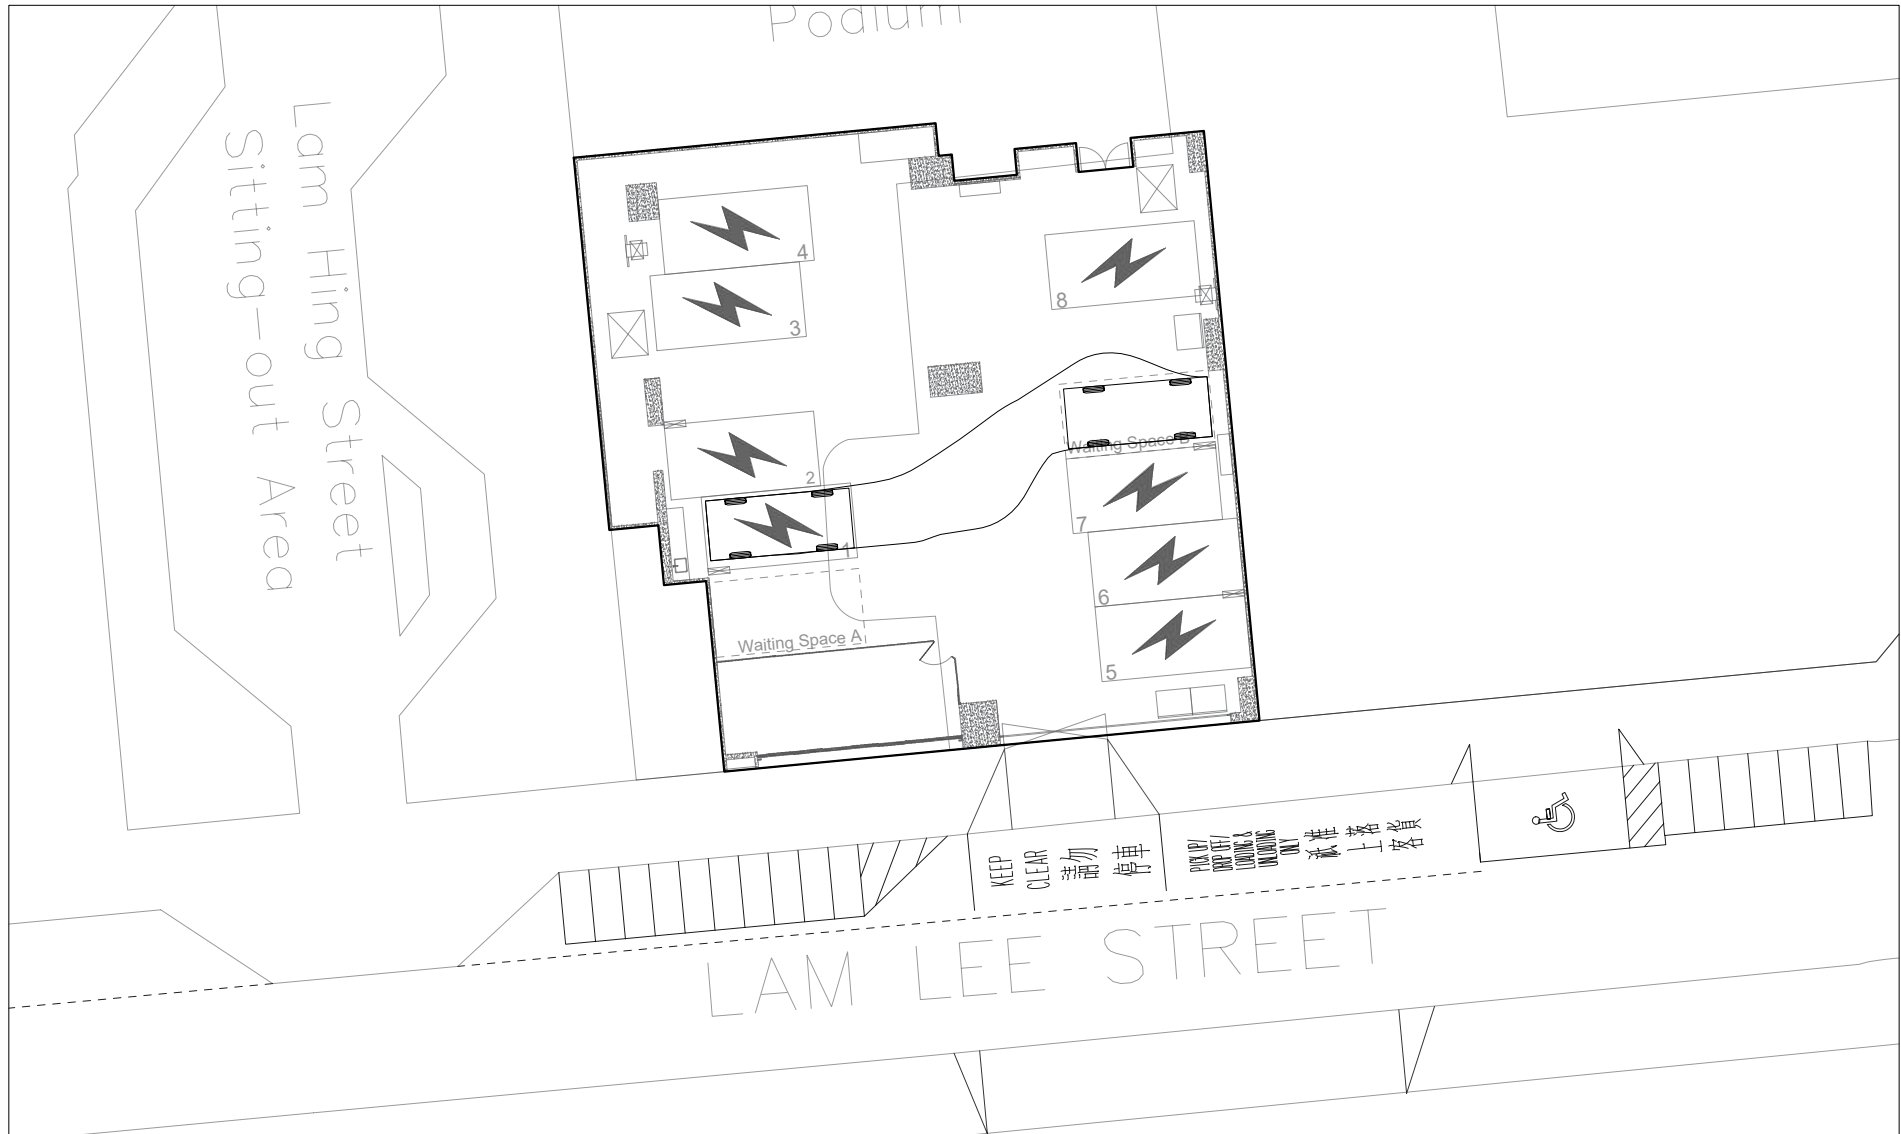 Podium
Lam Hing Street
Sitting-out Area
4
3
8
2
Waiting Space B
1
7
6
5
Waiting Space A
KEEP
CLEAR
請勿
停車
PICK UP/
DROP OFF/
LOADING &
UNLOADING
ONLY
祇准
上落
客貨
LAM LEE STREET